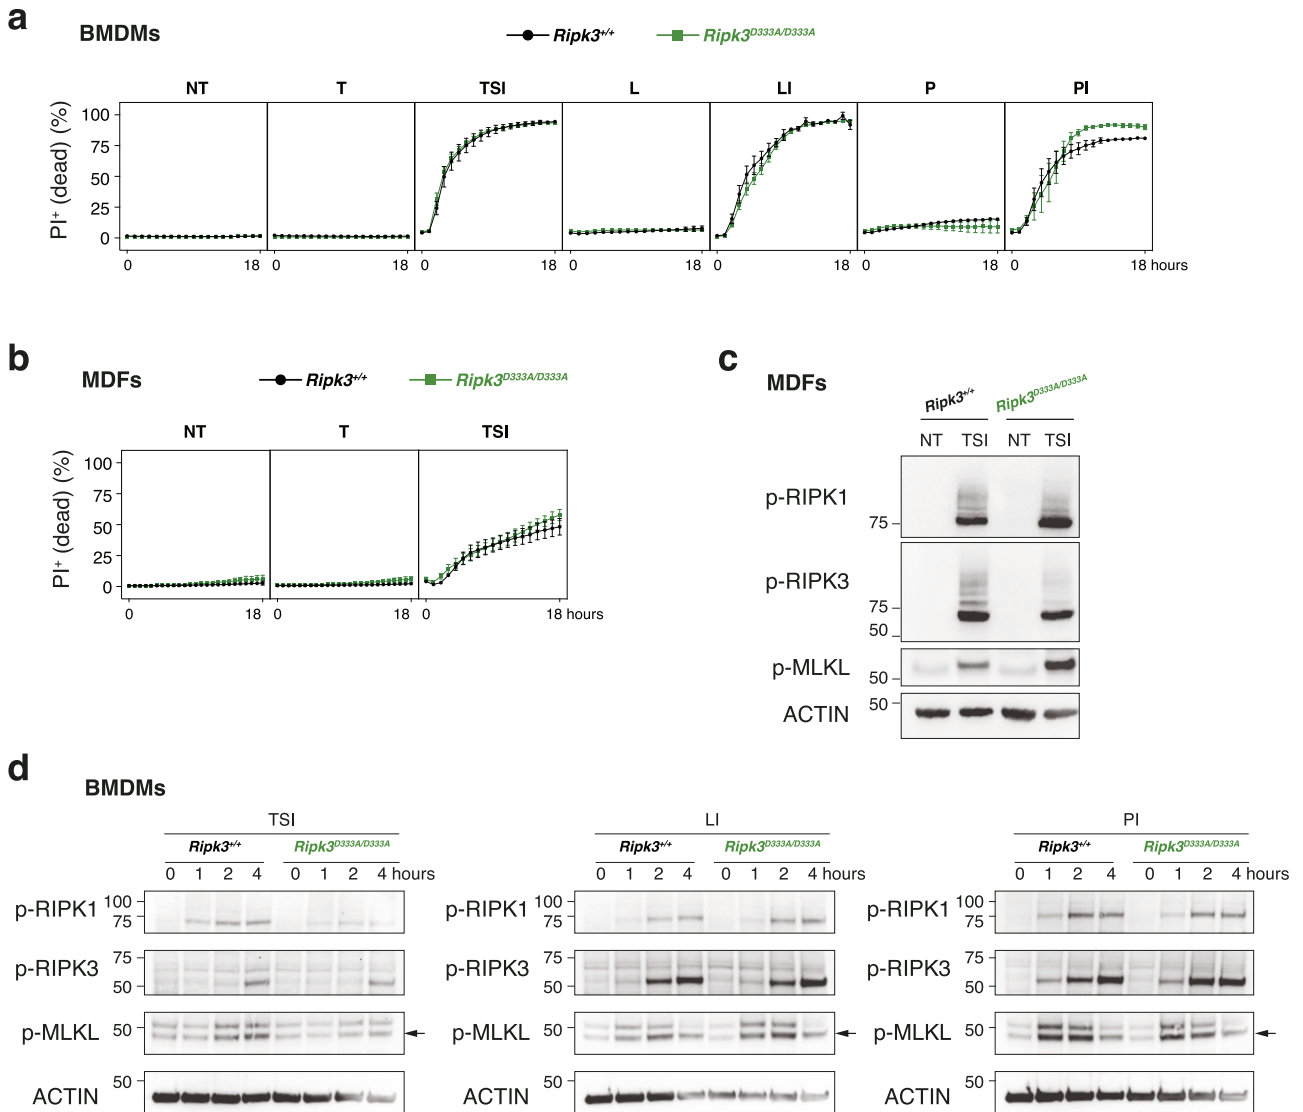 a
BMDMs
Ripk3+/+ Ripk3D333A/D333A
NT T TSI L LI P PI
PI+ (dead) (%)
100
75
50
25
0
0 18 0 18 0 18 0 18 0 18 0 18 0 18 hours
b
MDFs
Ripk3+/+ Ripk3D333A/D333A
NT T TSI
PI+ (dead) (%)
100
75
50
25
0
0 18 0 18 0 18 hours
c
MDFs
Ripk3+/+ Ripk3D333A/D333A
NT TSI NT TSI
p-RIPK1
75
p-RIPK3
75
50
p-MLKL
50
ACTIN
50
d
BMDMs
TSI
Ripk3+/+ Ripk3D333A/D333A
0 1 2 4 0 1 2 4 hours
p-RIPK1
100
75
p-RIPK3
75
50
p-MLKL
50
ACTIN
50
LI
Ripk3+/+ Ripk3D333A/D333A
0 1 2 4 0 1 2 4 hours
p-RIPK1
100
75
p-RIPK3
75
50
p-MLKL
50
ACTIN
50
PI
Ripk3+/+ Ripk3D333A/D333A
0 1 2 4 0 1 2 4 hours
p-RIPK1
100
75
p-RIPK3
75
50
p-MLKL
50
ACTIN
50